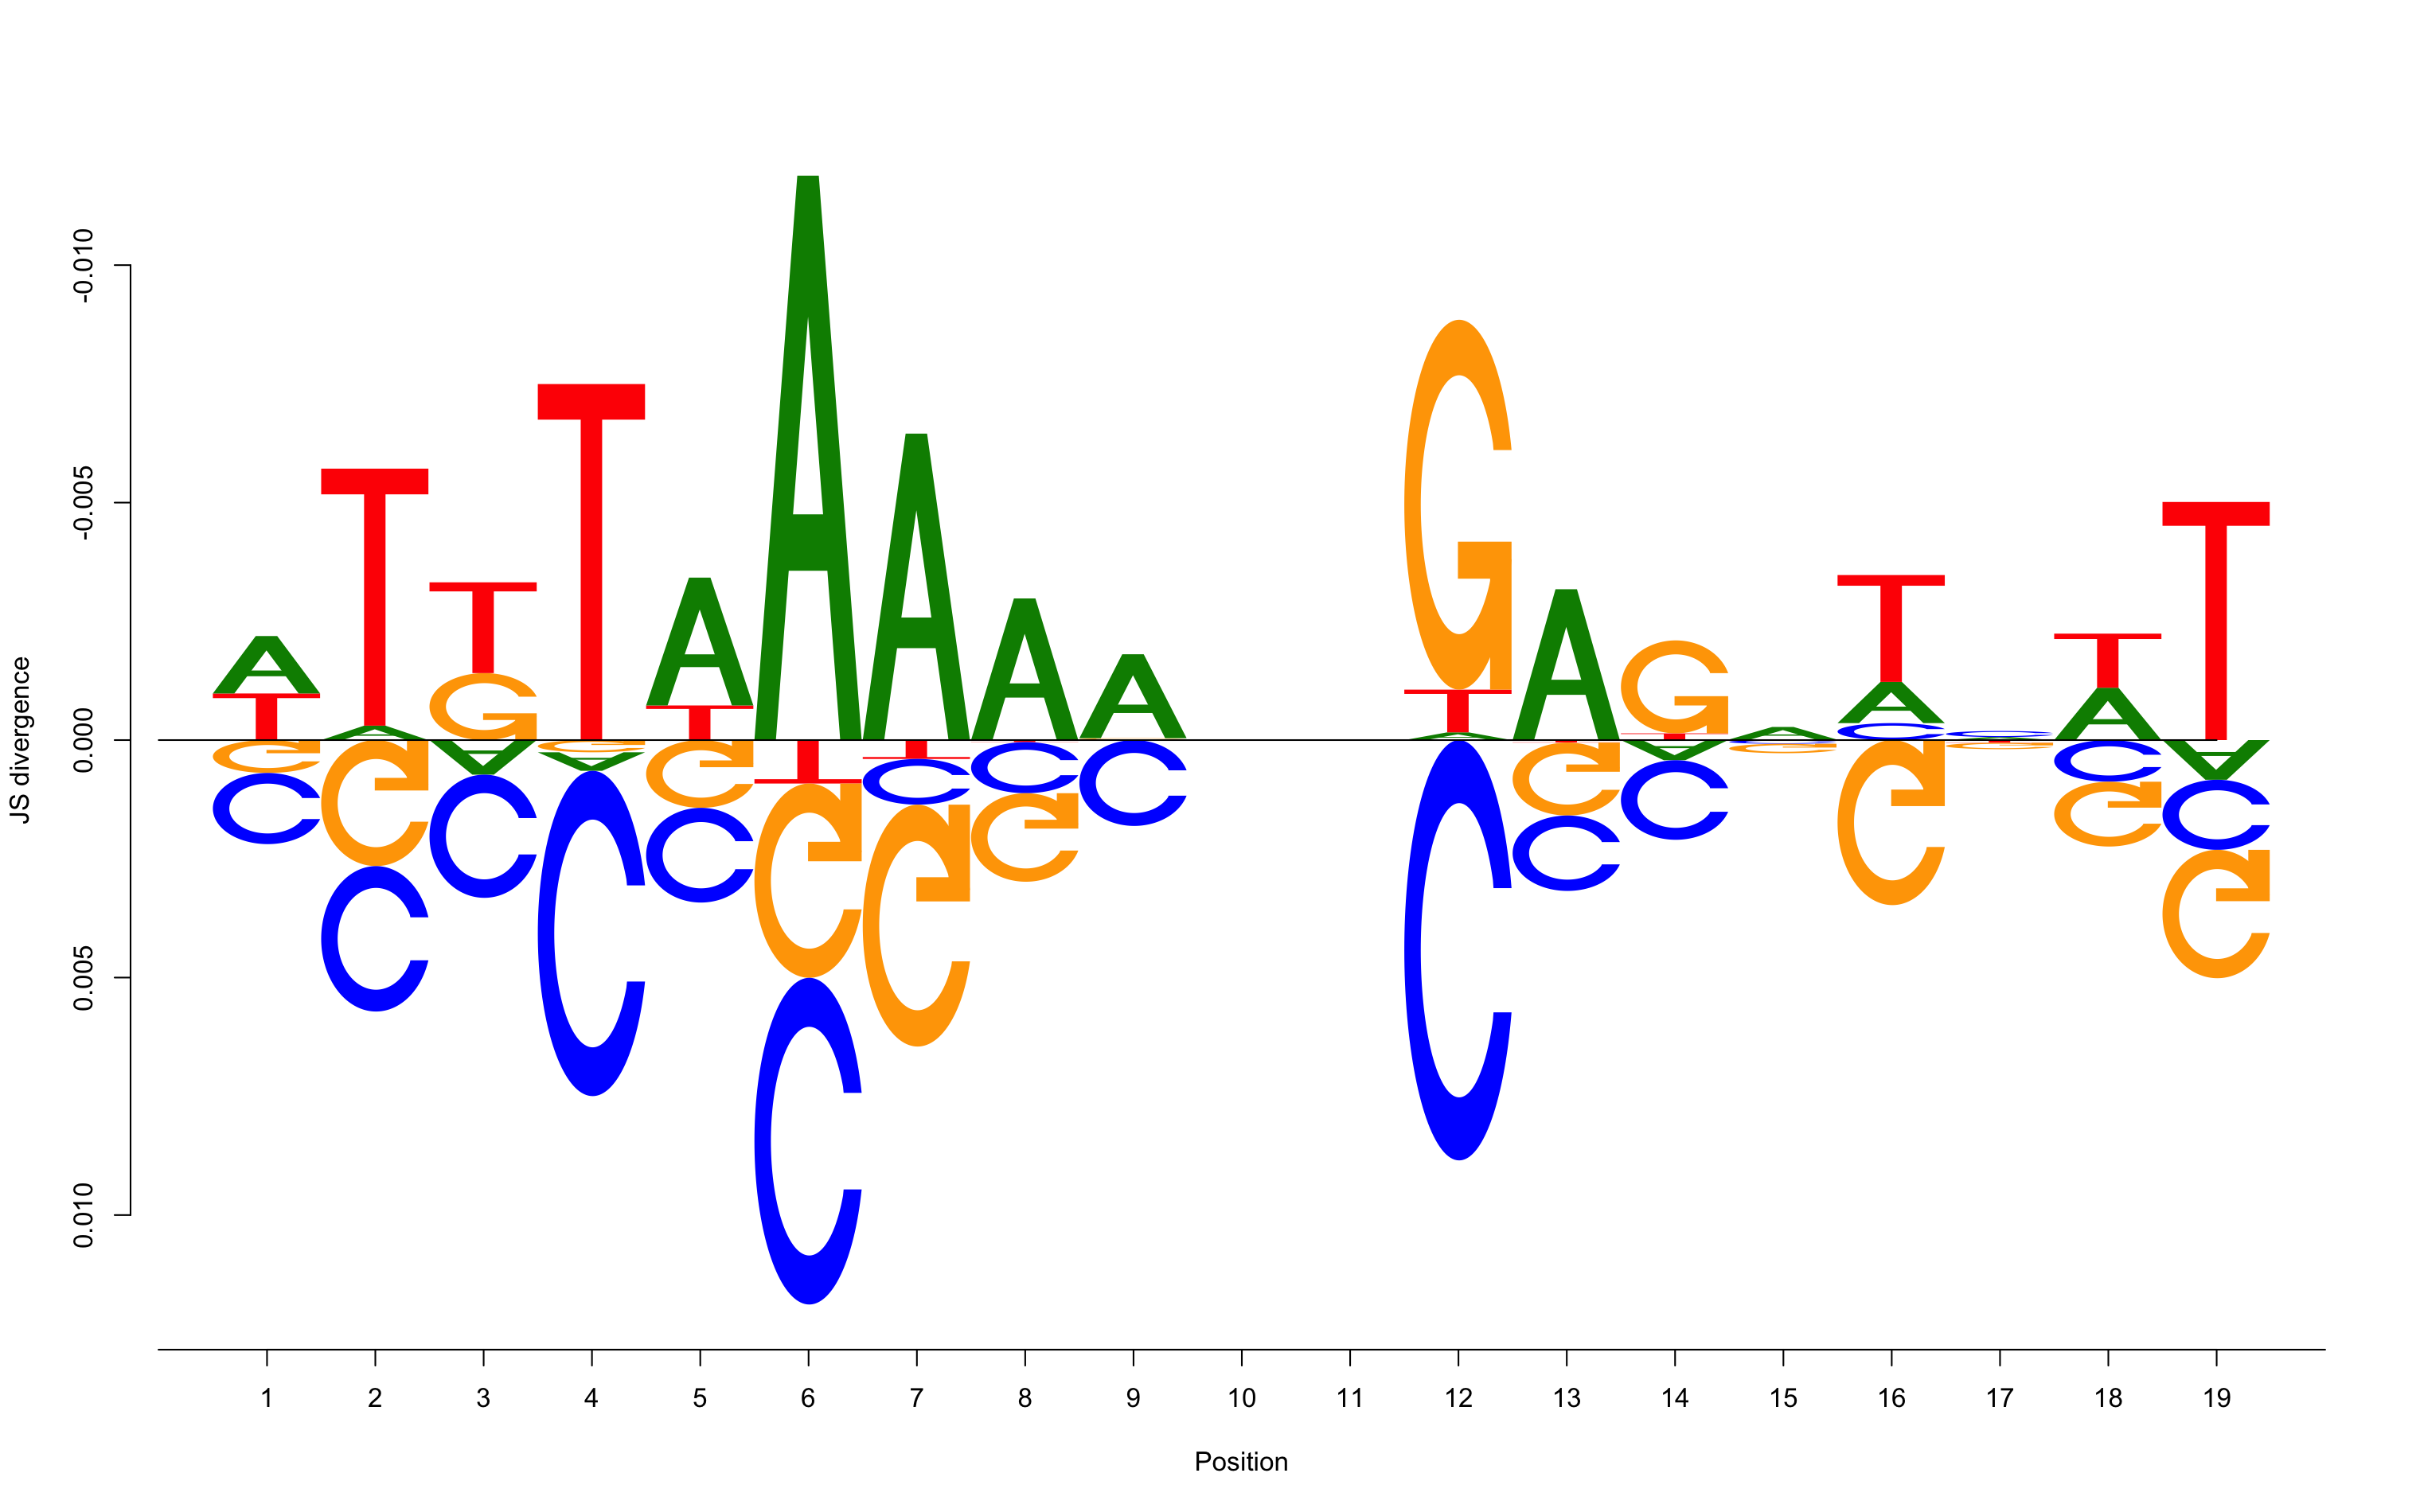 JS divergence
-0.010
-0.005
0.000
0.005
0.010
A T T T A A A A A G A G A T T T
T A G T T A T A A
G G A G G T T C C C G A C G C A
C C C A C G C G C C C G G C
C G G
C
1 2 3 4 5 6 7 8 9 10 11 12 13 14 15 16 17 18 19
Position